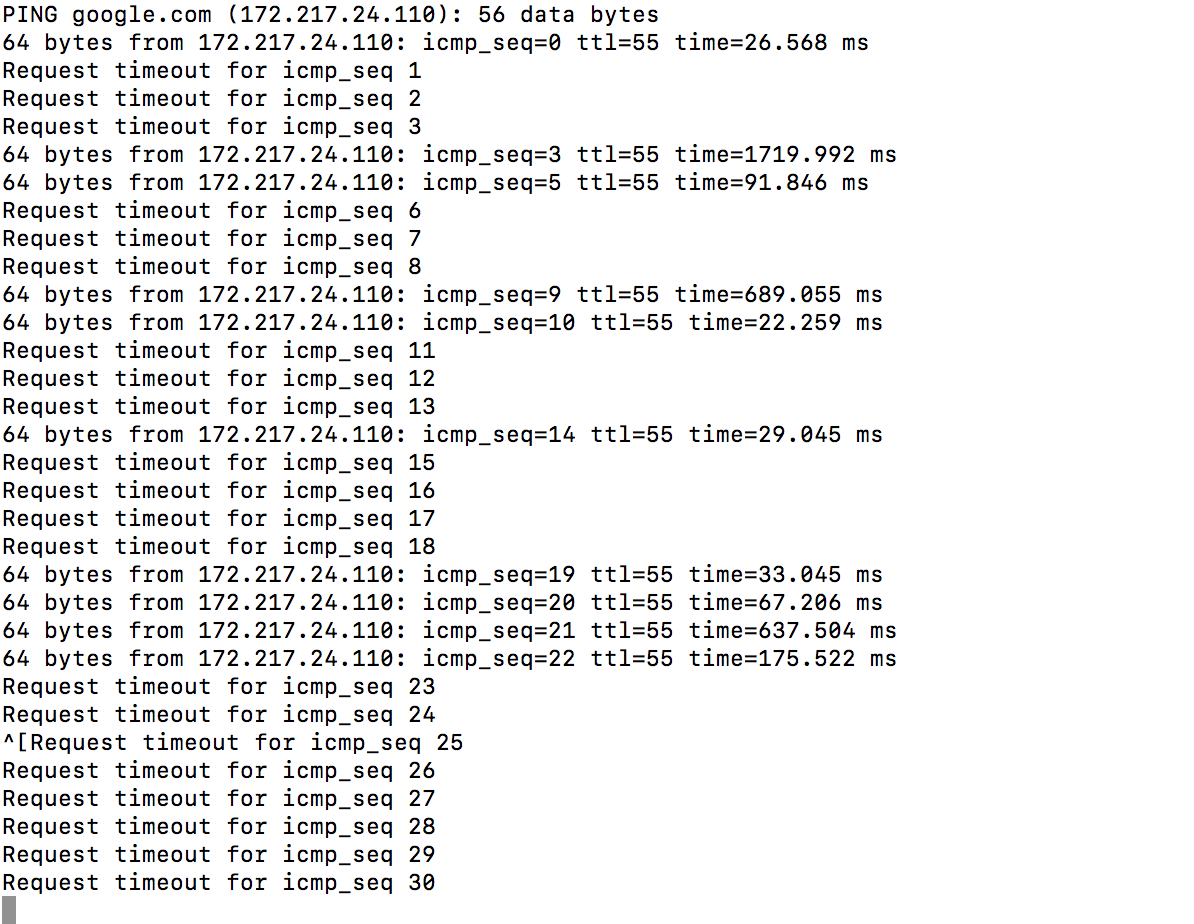 PING google.com (172.217.24.110): 56 data bytes
64 bytes from 172.217.24.110: icmp_seq=0 ttl=55 time=26.568 ms
Request timeout for icmp_seq 1
Request timeout for icmp_seq 2
Request timeout for icmp_seq 3
64 bytes from 172.217.24.110: icmp_seq=3 ttl=55 time=1719.992 ms
64 bytes from 172.217.24.110: icmp_seq=5 ttl=55 time=91.846 ms
Request timeout for icmp_seq 6
Request timeout for icmp_seq 7
Request timeout for icmp_seq 8
64 bytes from 172.217.24.110: icmp_seq=9 ttl=55 time=689.055 ms
64 bytes from 172.217.24.110: icmp_seq=10 ttl=55 time=22.259 ms
Request timeout for icmp_seq 11
Request timeout for icmp_seq 12
Request timeout for icmp_seq 13
64 bytes from 172.217.24.110: icmp_seq=14 ttl=55 time=29.045 ms
Request timeout for icmp_seq 15
Request timeout for icmp_seq 16
Request timeout for icmp_seq 17
Request timeout for icmp_seq 18
64 bytes from 172.217.24.110: icmp_seq=19 ttl=55 time=33.045 ms
64 bytes from 172.217.24.110: icmp_seq=20 ttl=55 time=67.206 ms
64 bytes from 172.217.24.110: icmp_seq=21 ttl=55 time=637.504 ms
64 bytes from 172.217.24.110: icmp_seq=22 ttl=55 time=175.522 ms
Request timeout for icmp_seq 23
Request timeout for icmp_seq 24
^[Request timeout for icmp_seq 25
Request timeout for icmp_seq 26
Request timeout for icmp_seq 27
Request timeout for icmp_seq 28
Request timeout for icmp_seq 29
Request timeout for icmp_seq 30